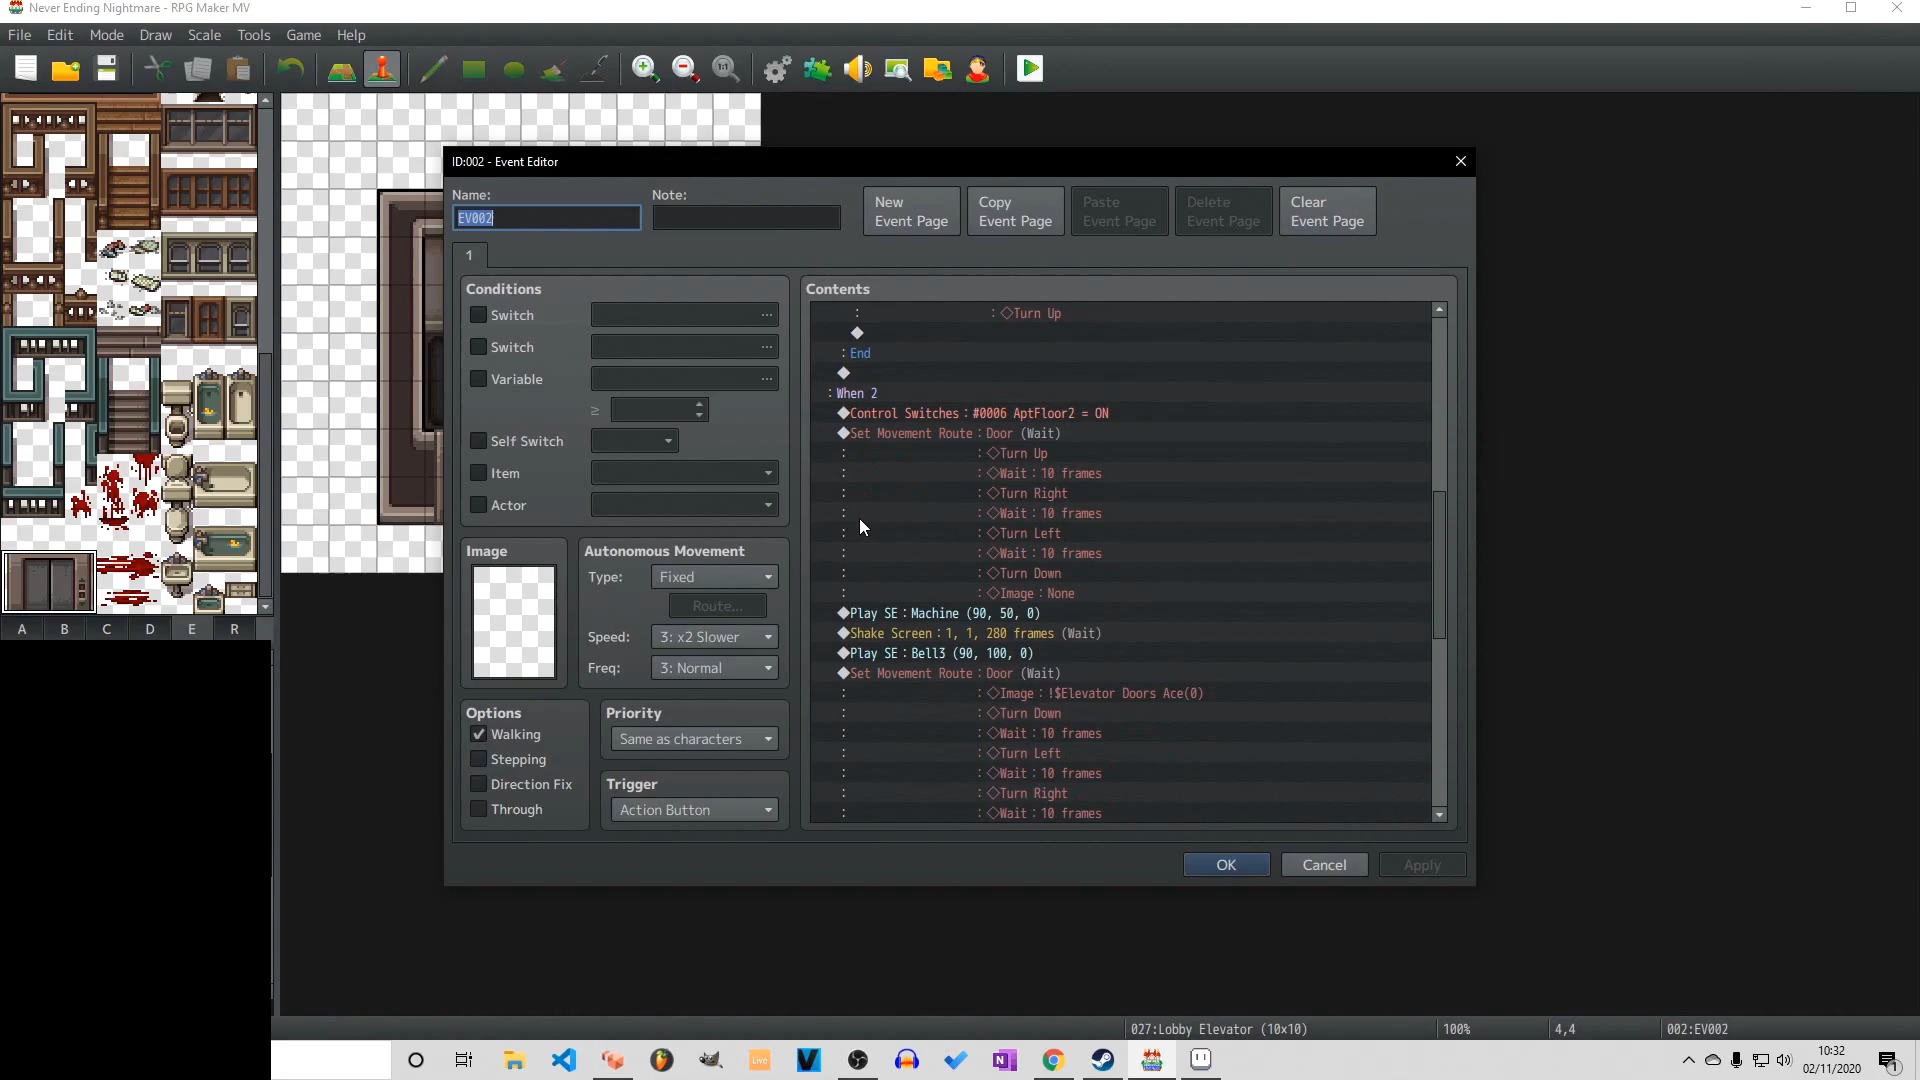 Never Ending Nightmare - RPG Maker MV
File Edit Mode Draw Scale Tools Game Help
1:1
ID:002 - Event Editor
Name:
EV002
Note:
New
Event Page
Copy
Event Page
Paste
Event Page
Delete
Event Page
Clear
Event Page
1
Conditions
Switch ...
Switch ...
Variable ...
≥
Self Switch
Item
Actor
Image
Autonomous Movement
Type: Fixed
Route...
Speed: 3: x2 Slower
Freq: 3: Normal
Options
Walking
Stepping
Direction Fix
Through
Priority
Same as characters
Trigger
Action Button
Contents
: : ◇Turn Up
◆
: End
◆
: When 2
◆Control Switches : #0006 AptFloor2 = ON
◆Set Movement Route : Door (Wait)
: : ◇Turn Up
: : ◇Wait : 10 frames
: : ◇Turn Right
: : ◇Wait : 10 frames
: : ◇Turn Left
: : ◇Wait : 10 frames
: : ◇Turn Down
: : ◇Image : None
◆Play SE : Machine (90, 50, 0)
◆Shake Screen : 1, 1, 280 frames (Wait)
◆Play SE : Bell3 (90, 100, 0)
◆Set Movement Route : Door (Wait)
: : ◇Image : !$Elevator Doors Ace(0)
: : ◇Turn Down
: : ◇Wait : 10 frames
: : ◇Turn Left
: : ◇Wait : 10 frames
: : ◇Turn Right
: : ◇Wait : 10 frames
OK Cancel Apply
A B C D E R
027:Lobby Elevator (10x10) 100% 4,4 002:EV002
Live
10:32
02/11/2020
1